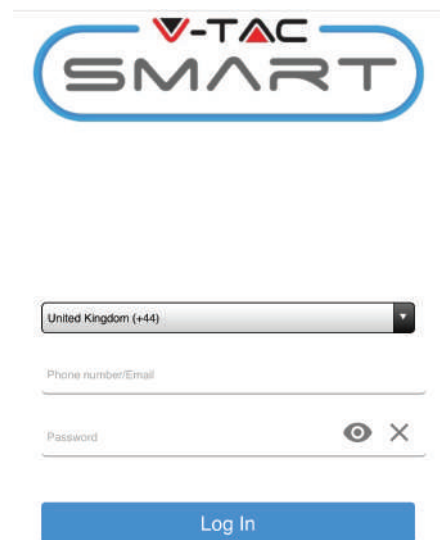 V-TAC
SMART
United Kingdom (+44)
Phone number/Email
Password
Log In